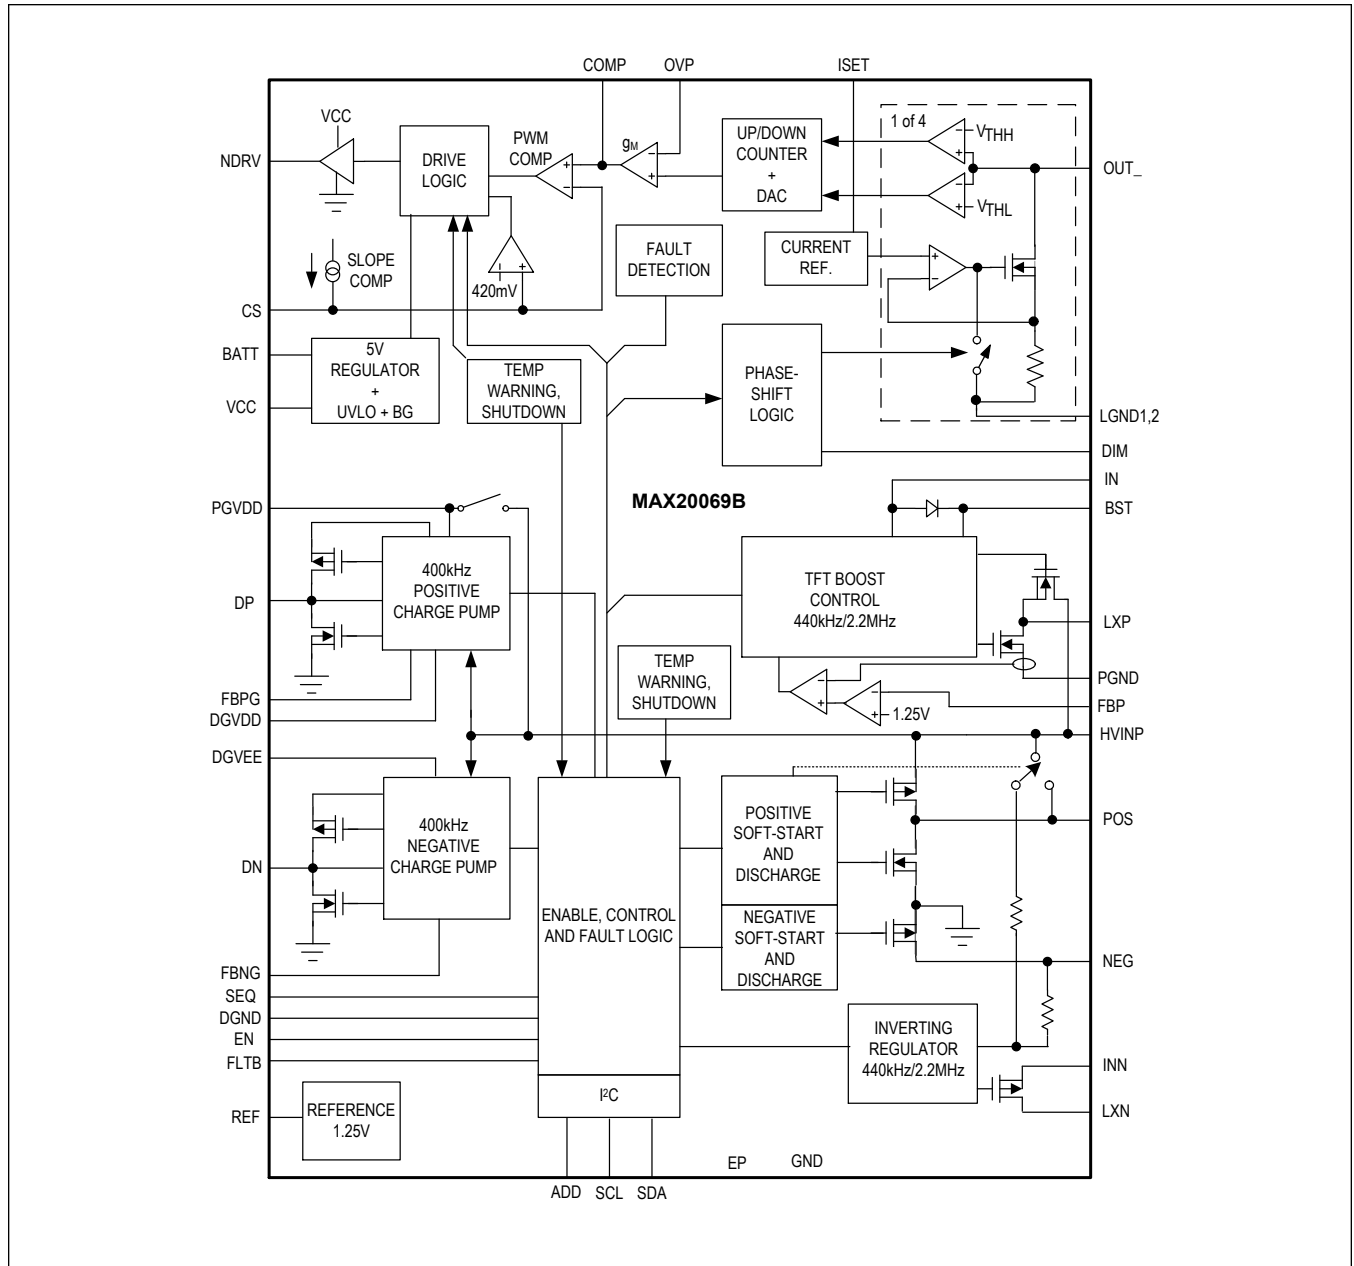 COMP OVP ISET
VCC
NDRV
DRIVE
LOGIC
PWM
COMP
+
−
gM
−
+
UP/DOWN
COUNTER
+
DAC
1 of 4
−
+
VTHH
−
+
VTHL
OUT_
SLOPE
COMP
− +
420mV
FAULT
DETECTION
CURRENT
REF.
+
−
CS
BATT
VCC
5V
REGULATOR
+
UVLO + BG
TEMP
WARNING,
SHUTDOWN
PHASE-
SHIFT
LOGIC
LGND1,2
DIM
IN
BST
PGVDD
MAX20069B
400kHz
POSITIVE
CHARGE PUMP
DP
TFT BOOST
CONTROL
440kHz/2.2MHz
LXP
PGND
FBP
HVINP
FBPG
DGVDD
TEMP
WARNING,
SHUTDOWN
−
+
−
+
1.25V
DGVEE
400kHz
NEGATIVE
CHARGE PUMP
DN
POSITIVE
SOFT-START
AND
DISCHARGE
POS
ENABLE, CONTROL
AND FAULT LOGIC
NEGATIVE
SOFT-START
AND
DISCHARGE
NEG
FBNG
SEQ
DGND
EN
FLTB
INVERTING
REGULATOR
440kHz/2.2MHz
INN
LXN
REF
REFERENCE
1.25V
I²C
EP GND
ADD SCL SDA